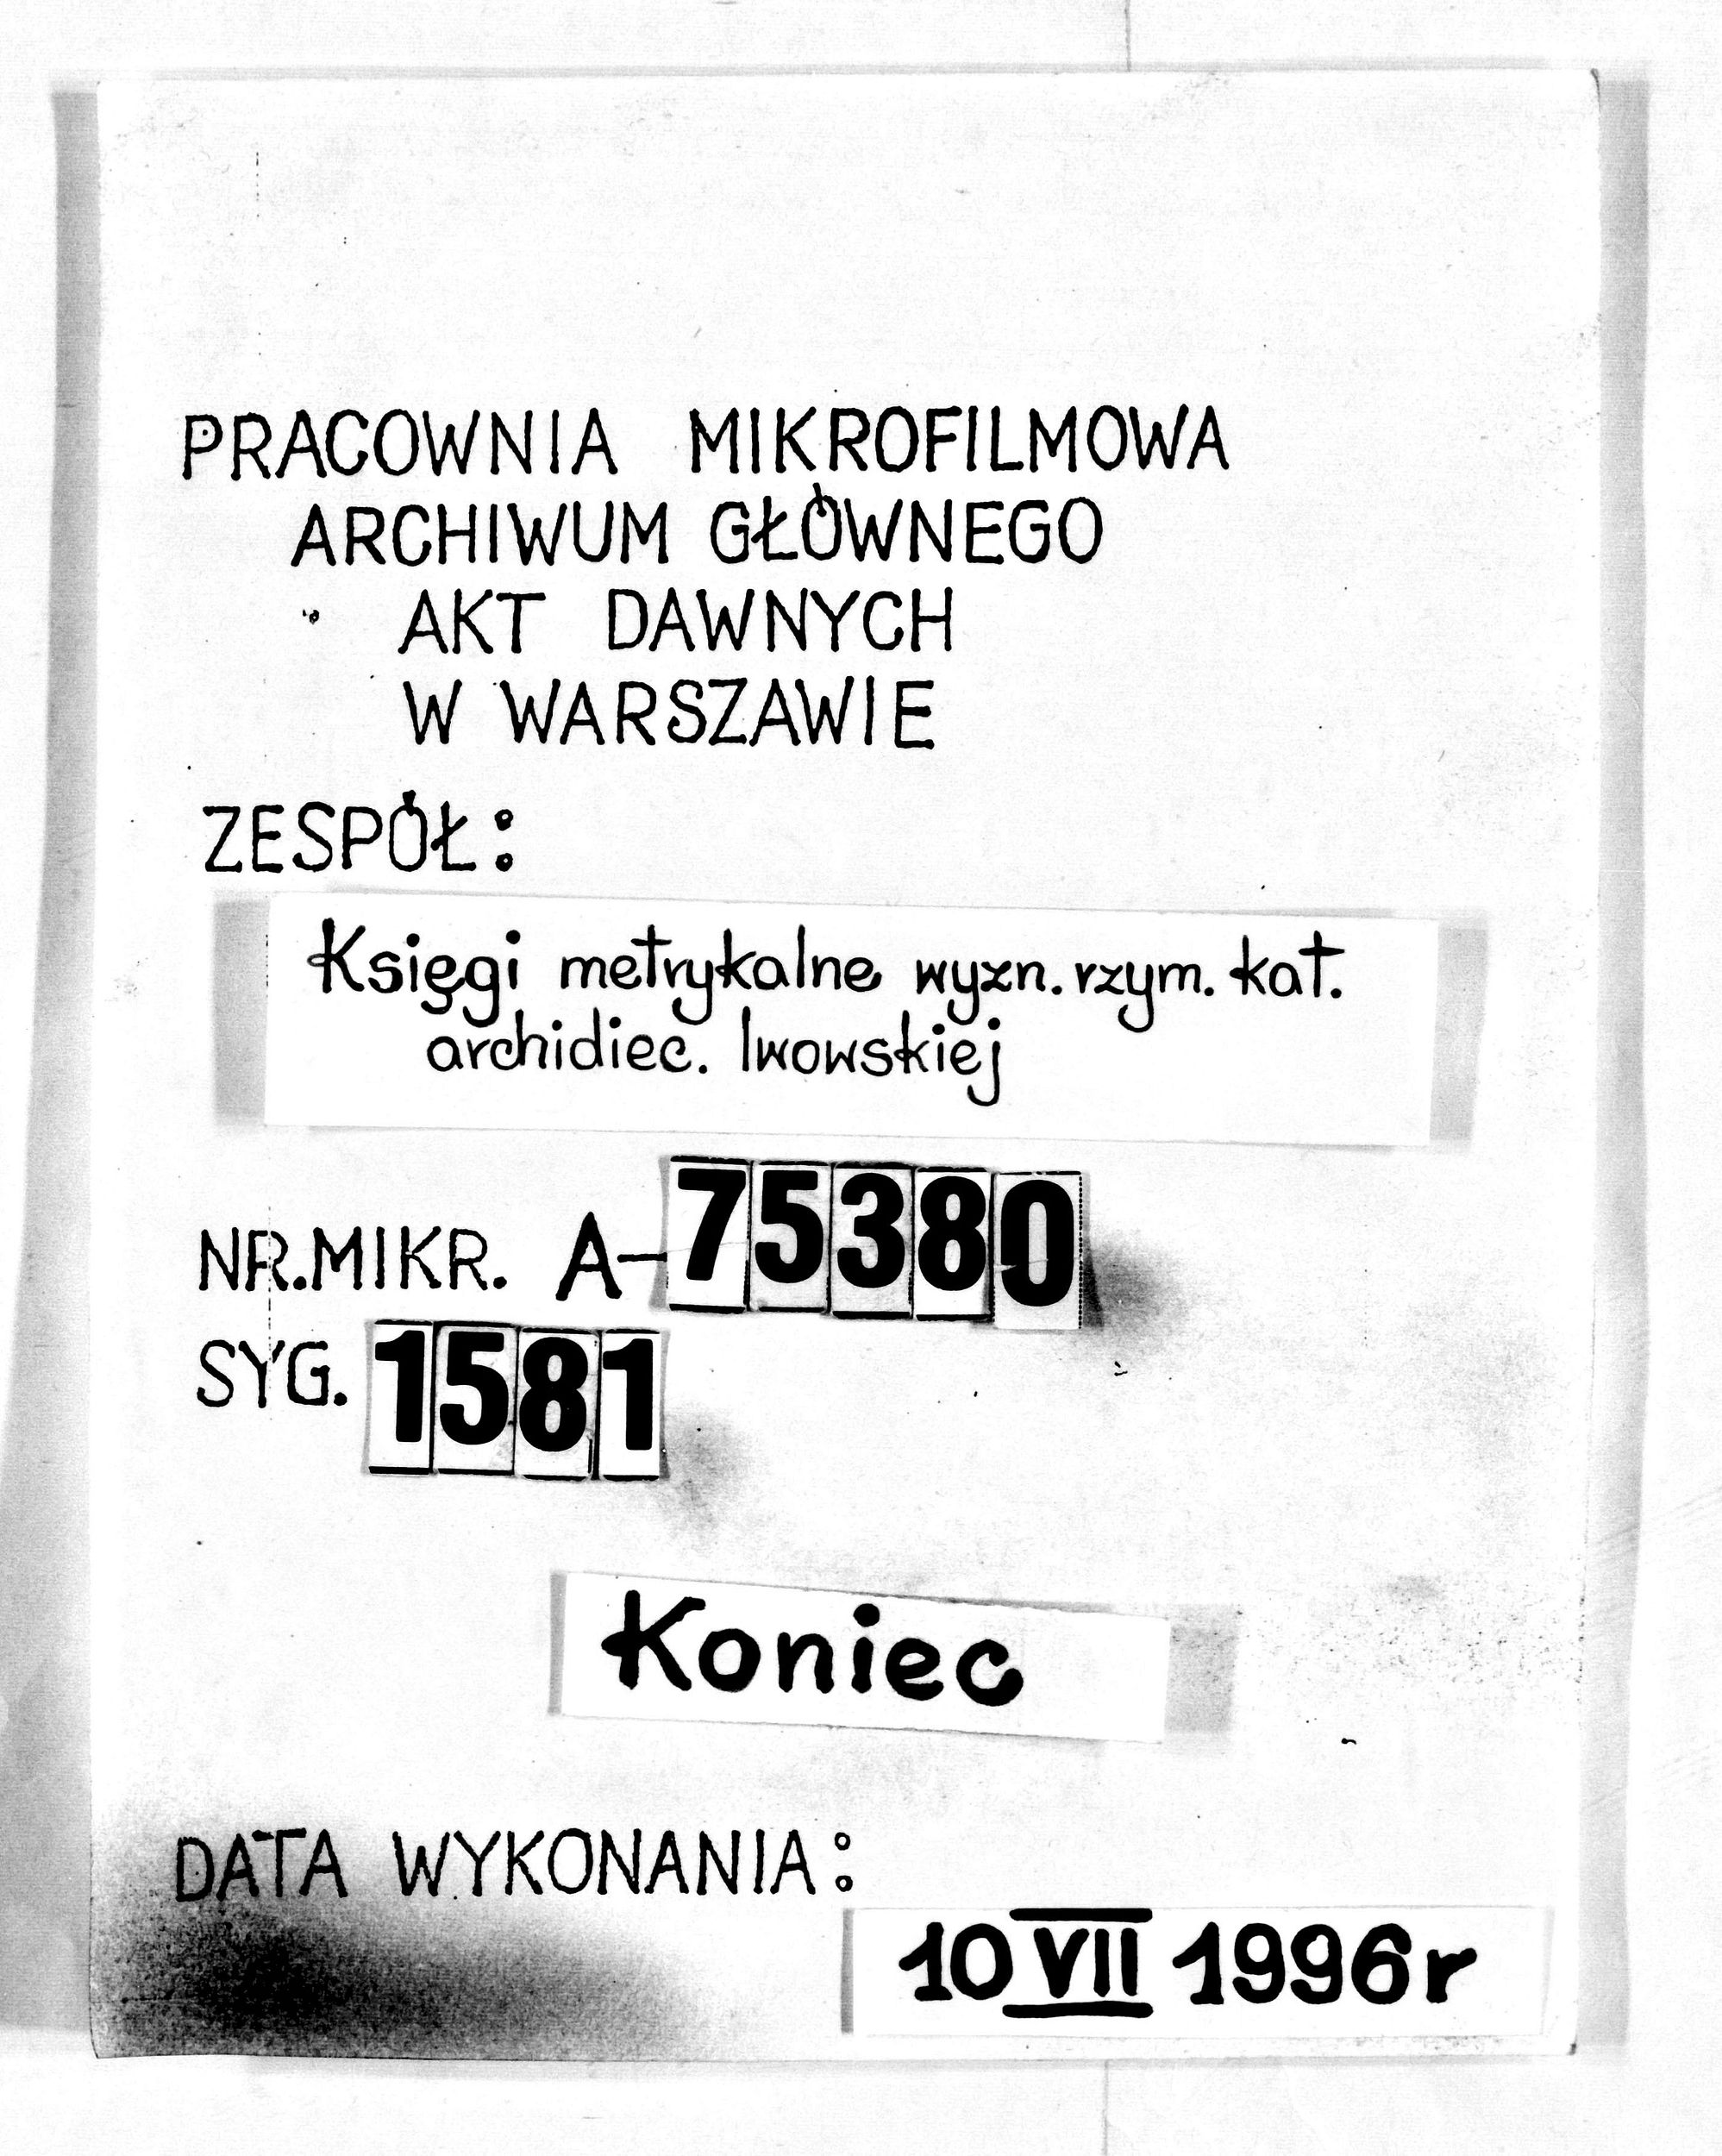 PRACOWNIA MIKROFILMOWA
ARCHIWUM GŁÓWNEGO
AKT DAWNYCH
W WARSZAWIE
ZESPÓŁ:
Księgi metrykalne wyzn. rzym. kat.
archidiec. lwowskiej
NR.MIKR. A-75380
SYG. 1581
Koniec
DATA WYKONANIA:
10 VII 1996r